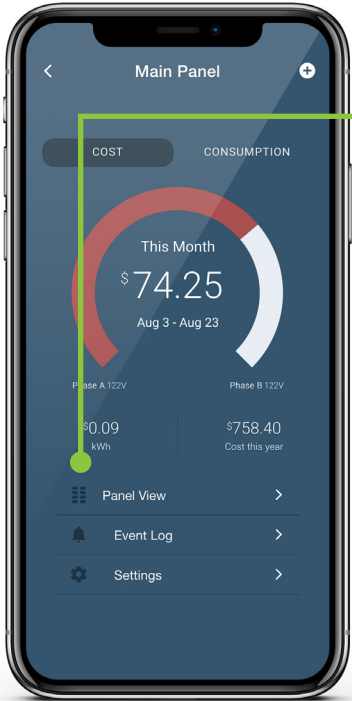 Main Panel
COST CONSUMPTION
This Month
$74.25
Aug 3 - Aug 23
Phase A 122V Phase B 122V
$0.09 $758.40
kWh Cost this year
Panel View
Event Log
Settings